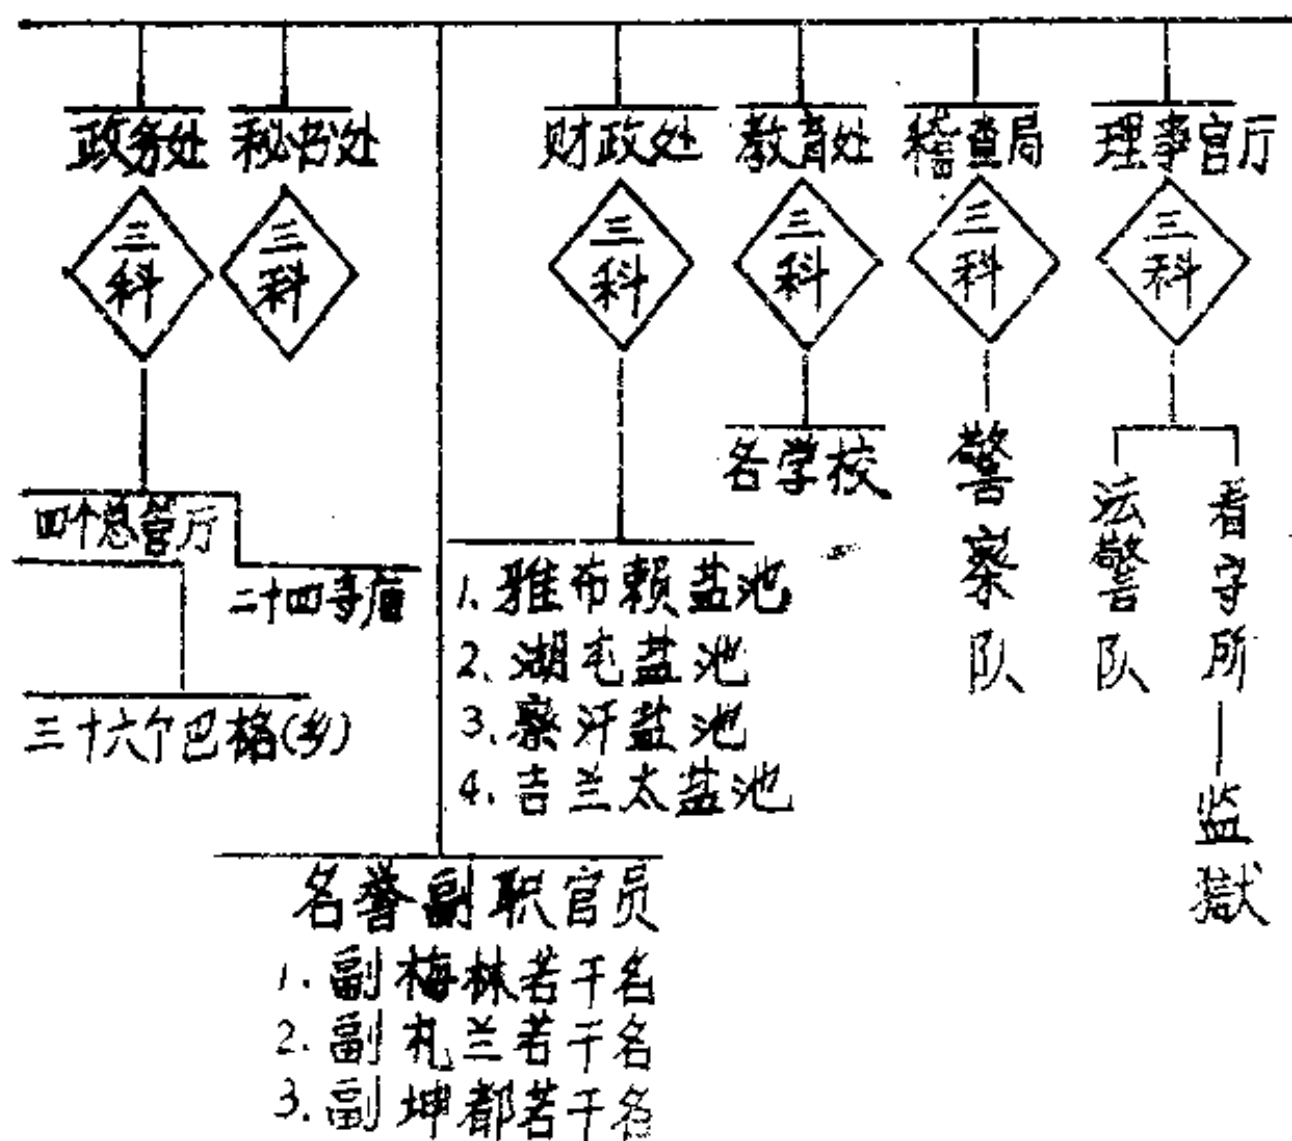 政务处 秘书处 财政处 教育处 稽查局 理事官厅
三科 三科 三科 三科 三科 三科
各学校
警察队
法警队
看守所
监獄
四个总管厅
二十四寺庙
三十六个巴格(乡)
1. 雅布赖盐池
2. 湖屯盐池
3. 察汗盐池
4. 吉兰太盐池
名誉副职官员
1. 副梅林若干名
2. 副札兰若干名
3. 副坤都若干名